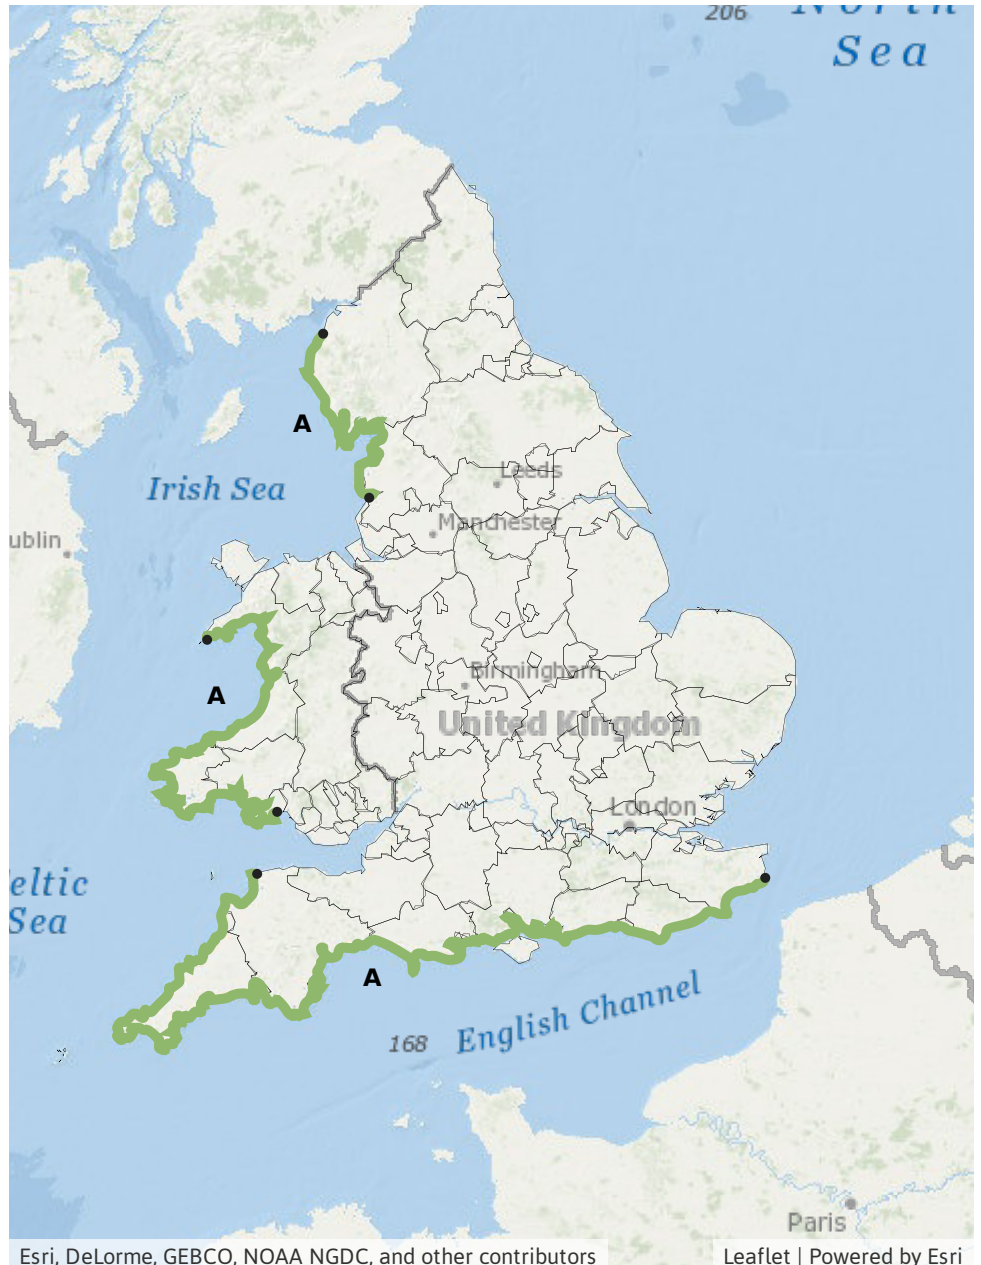 206
North
Sea
A
Irish Sea
Leeds
Manchester
ublin
Birmingham
A
United Kingdom
London
eltic
Sea
A
English Channel
168
Paris
Esri, DeLorme, GEBCO, NOAA NGDC, and other contributors
Leaflet | Powered by Esri